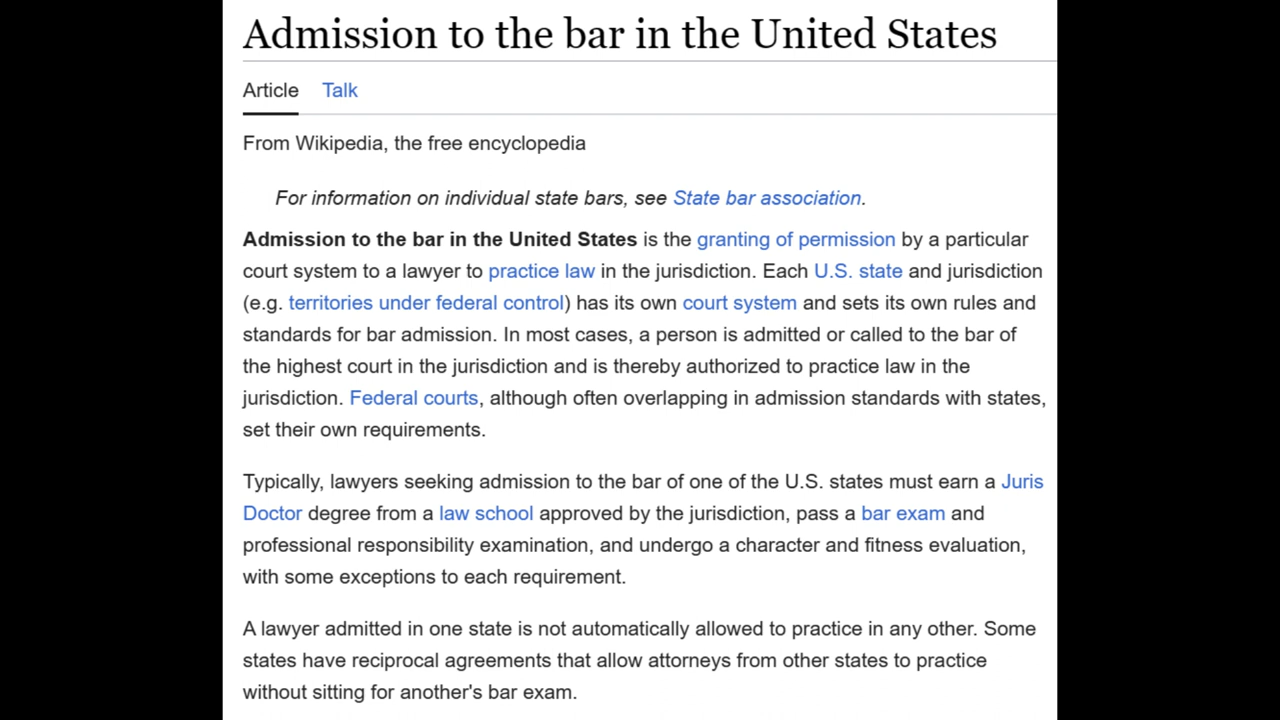 Admission to the bar in the United States
Article Talk
From Wikipedia, the free encyclopedia
For information on individual state bars, see State bar association.
Admission to the bar in the United States is the granting of permission by a particular
court system to a lawyer to practice law in the jurisdiction. Each U.S. state and jurisdiction
(e.g. territories under federal control) has its own court system and sets its own rules and
standards for bar admission. In most cases, a person is admitted or called to the bar of
the highest court in the jurisdiction and is thereby authorized to practice law in the
jurisdiction. Federal courts, although often overlapping in admission standards with states,
set their own requirements.
Typically, lawyers seeking admission to the bar of one of the U.S. states must earn a Juris
Doctor degree from a law school approved by the jurisdiction, pass a bar exam and
professional responsibility examination, and undergo a character and fitness evaluation,
with some exceptions to each requirement.
A lawyer admitted in one state is not automatically allowed to practice in any other. Some
states have reciprocal agreements that allow attorneys from other states to practice
without sitting for another's bar exam.